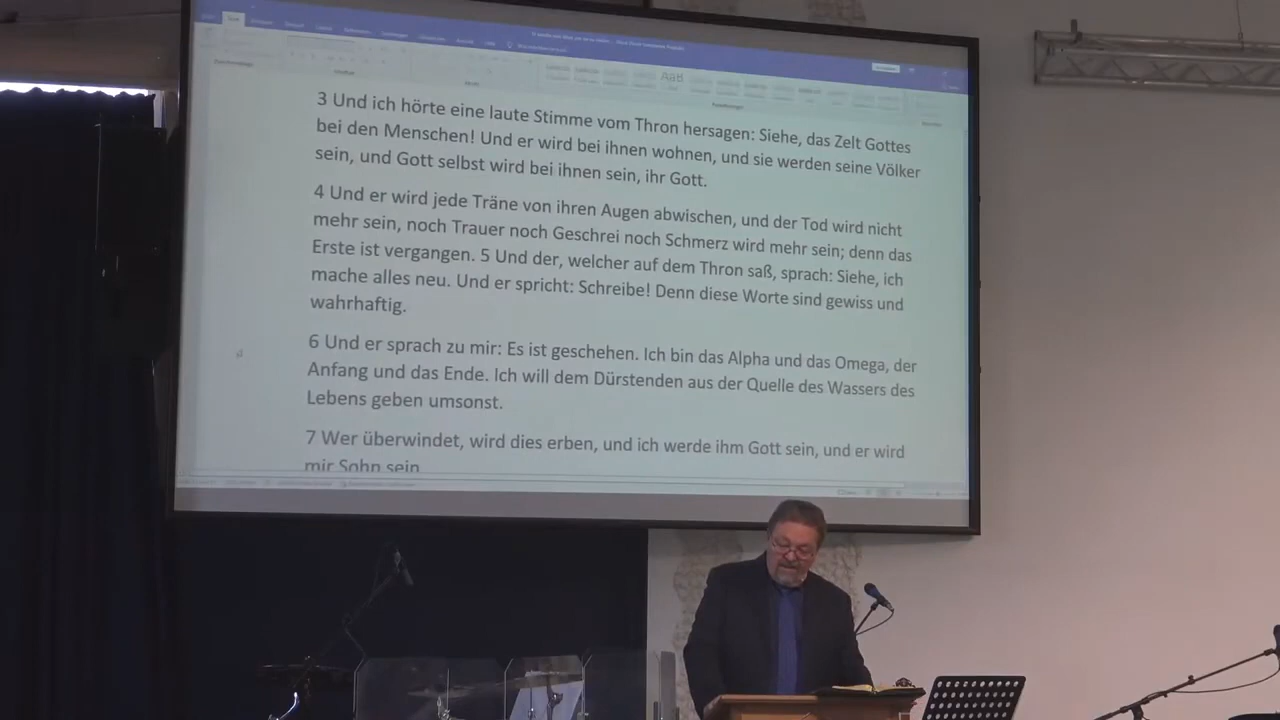 AaB
3 Und ich hörte eine laute Stimme vom Thron hersagen: Siehe, das Zelt Gottes
bei den Menschen! Und er wird bei ihnen wohnen, und sie werden seine Völker
sein, und Gott selbst wird bei ihnen sein, ihr Gott.
4 Und er wird jede Träne von ihren Augen abwischen, und der Tod wird nicht
mehr sein, noch Trauer noch Geschrei noch Schmerz wird mehr sein; denn das
Erste ist vergangen. 5 Und der, welcher auf dem Thron saß, sprach: Siehe, ich
mache alles neu. Und er spricht: Schreibe! Denn diese Worte sind gewiss und
wahrhaftig.
6 Und er sprach zu mir: Es ist geschehen. Ich bin das Alpha und das Omega, der
Anfang und das Ende. Ich will dem Dürstenden aus der Quelle des Wassers des
Lebens geben umsonst.
7 Wer überwindet, wird dies erben, und ich werde ihm Gott sein, und er wird
mir Sohn sein